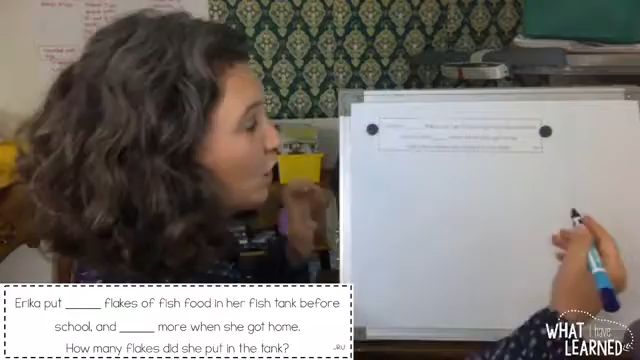 Erika put ______ flakes of fish food in her fish tank before
school, and ______ more when she got home.
How many flakes did she put in the tank?
JRU
WHAT I have
LEARNED